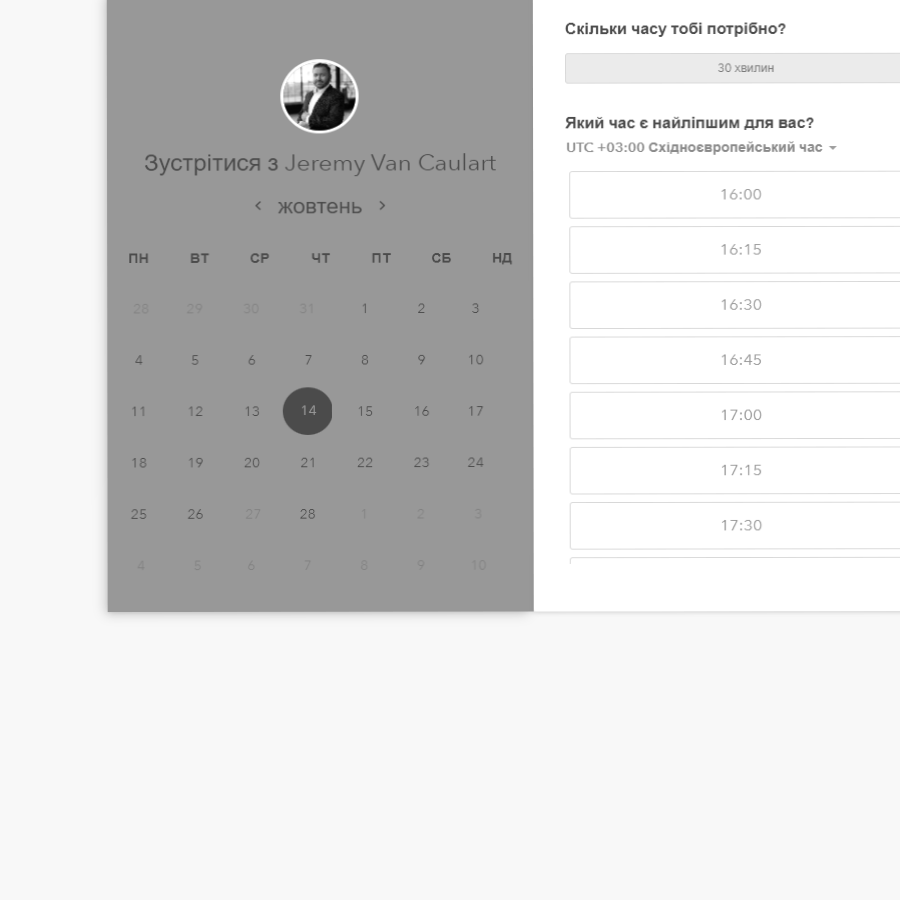 Зустрітися з Jeremy Van Caulart
‹ жовтень ›
ПН ВТ СР ЧТ ПТ СБ НД
28 29 30 31 1 2 3
4 5 6 7 8 9 10
11 12 13 14 15 16 17
18 19 20 21 22 23 24
25 26 27 28 1 2 3
4 5 6 7 8 9 10
Скільки часу тобі потрібно?
30 хвилин
Який час є найліпшим для вас?
UTC +03:00 Східноєвропейський час
16:00
16:15
16:30
16:45
17:00
17:15
17:30